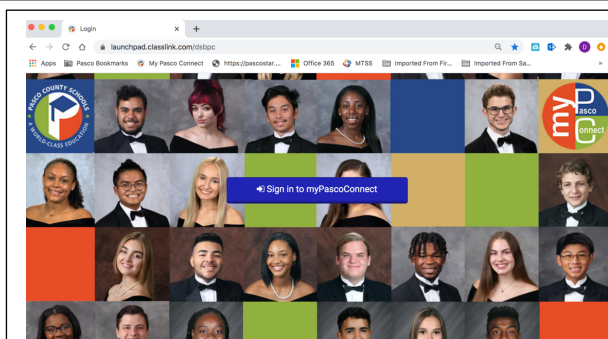 Login
launchpad.classlink.com/dsbpc
Apps Pasco Bookmarks My Pasco Connect https://pascostar.... Office 365 MTSS Imported From Fir... Imported From Sa... »
PASCO COUNTY SCHOOLS
A WORLD-CLASS EDUCATION
my Pasco Connect
Sign in to myPascoConnect